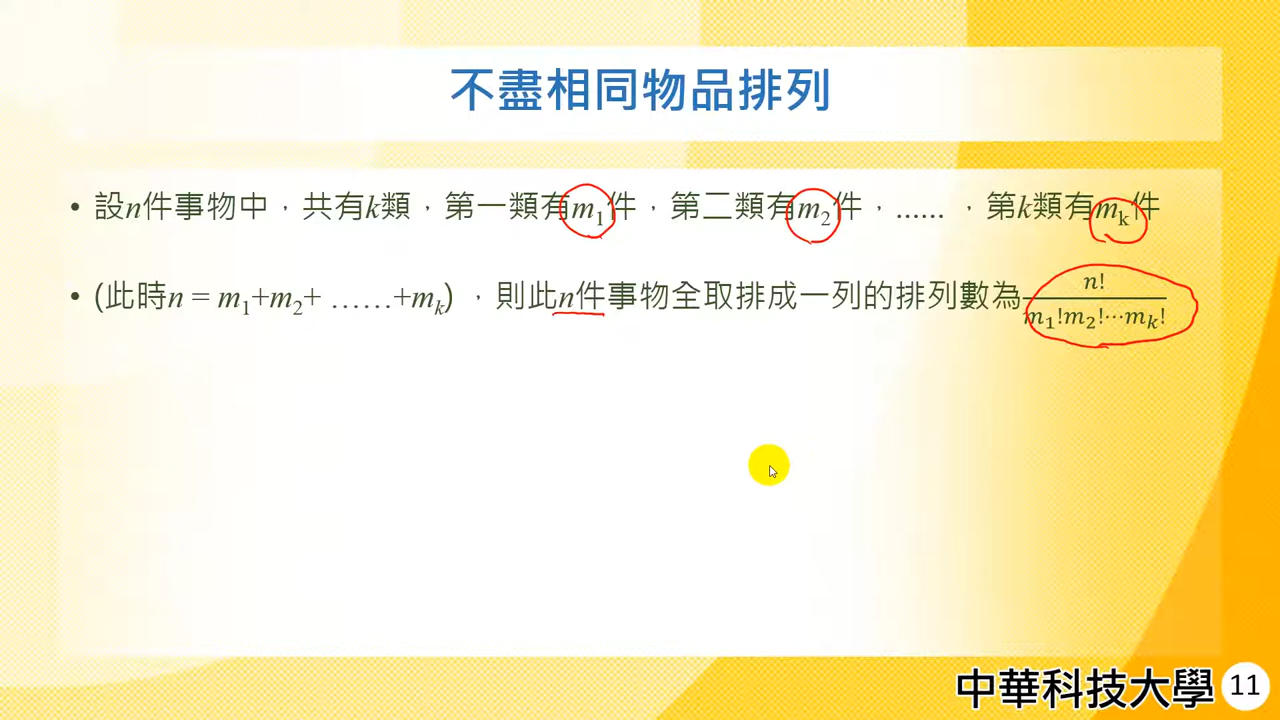 不盡相同物品排列
• 設n件事物中，共有k類，第一類有m₁件，第二類有m₂件，...... ，第k類有mₖ件
• (此時n = m₁+m₂+ ……+mₖ) ，則此n件事物全取排成一列的排列數為 n!/(m₁!m₂!⋯mₖ!)
中華科技大學 11